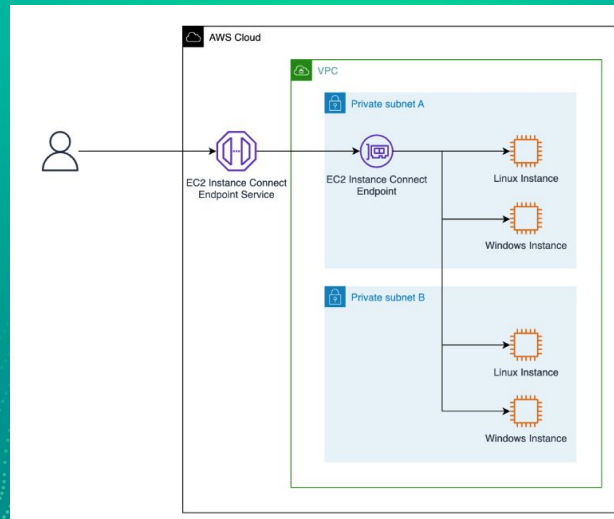 AWS Cloud
VPC
Private subnet A
EC2 Instance Connect
Endpoint Service
EC2 Instance Connect
Endpoint
Linux Instance
Windows Instance
Private subnet B
Linux Instance
Windows Instance